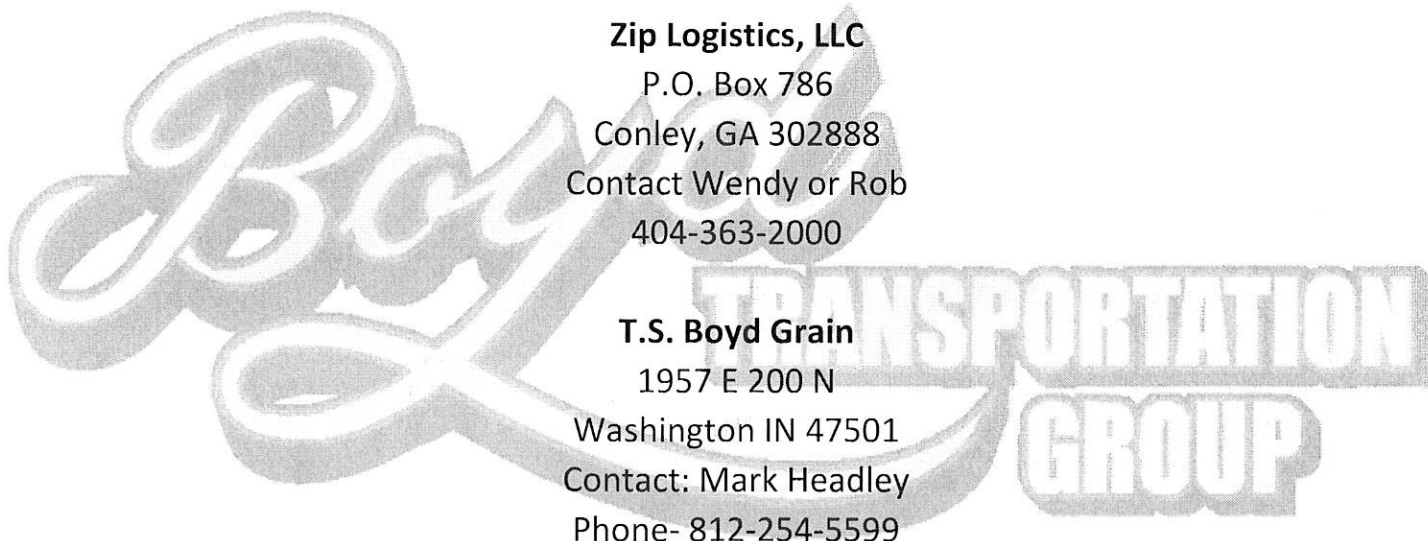 Zip Logistics, LLC
P.O. Box 786
Conley, GA 302888
Contact Wendy or Rob
404-363-2000
Boyd
TRANSPORTATION
GROUP
T.S. Boyd Grain
1957 E 200 N
Washington IN 47501
Contact: Mark Headley
Phone- 812-254-5599